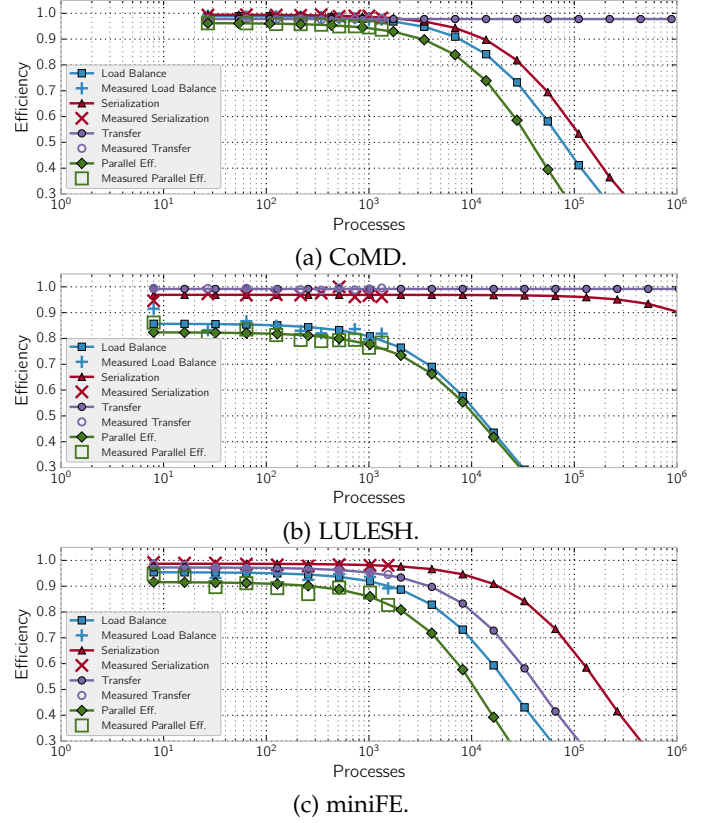 1.0
0.9
0.8
0.7
0.6
0.5
0.4
0.3
Efficiency
Load Balance
Measured Load Balance
Serialization
Measured Serialization
Transfer
Measured Transfer
Parallel Eff.
Measured Parallel Eff.
10^0 10^1 10^2 10^3 10^4 10^5 10^6
Processes
(a) CoMD.
1.0
0.9
0.8
0.7
0.6
0.5
0.4
0.3
Efficiency
Load Balance
Measured Load Balance
Serialization
Measured Serialization
Transfer
Measured Transfer
Parallel Eff.
Measured Parallel Eff.
10^0 10^1 10^2 10^3 10^4 10^5 10^6
Processes
(b) LULESH.
1.0
0.9
0.8
0.7
0.6
0.5
0.4
0.3
Efficiency
Load Balance
Measured Load Balance
Serialization
Measured Serialization
Transfer
Measured Transfer
Parallel Eff.
Measured Parallel Eff.
10^0 10^1 10^2 10^3 10^4 10^5 10^6
Processes
(c) miniFE.